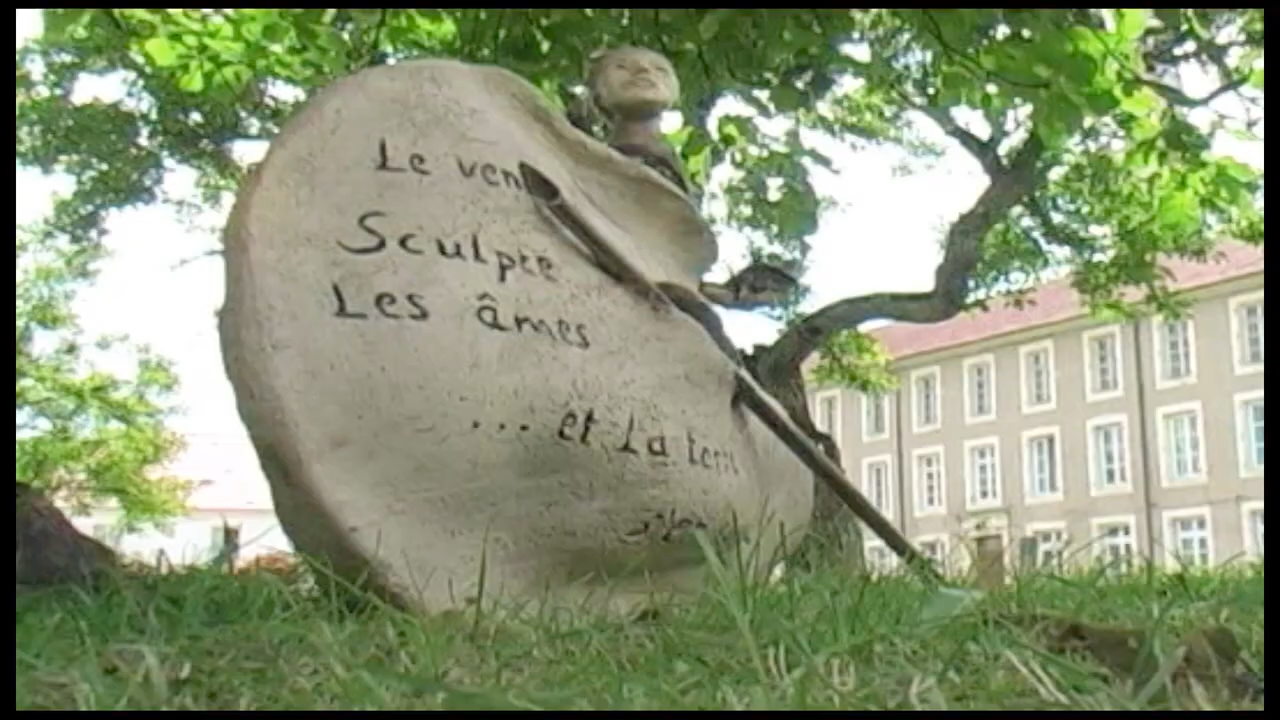 Le vent
Sculpte
Les âmes
... et la terre